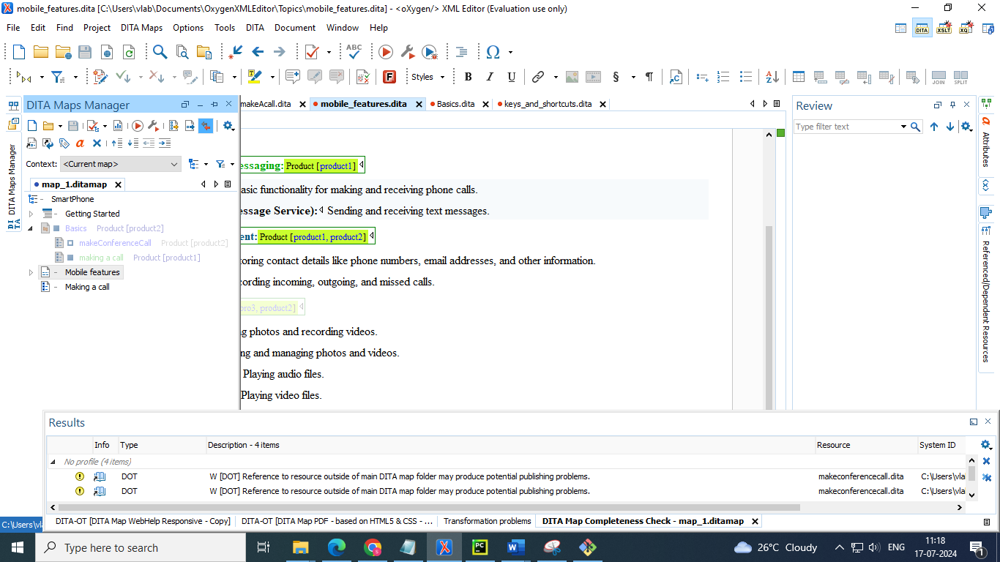 mobile_features.dita [C:\Users\vlab\Documents\OxygenXMLEditor\Topics\mobile_features.dita] - <oXygen/> XML Editor (Evaluation use only)
File Edit Find Project DITA Maps Options Tools DITA Document Window Help
DITA XSLT XQ
ABC
Styles B I U § ¶ JOIN SPLIT
DITA Maps Manager
makeAcall.dita mobile_features.dita Basics.dita keys_and_shortcuts.dita
Review
Type filter text
Context: <Current map>
map_1.ditamap
SmartPhone
Getting Started
Basics Product [product2]
makeConferenceCall Product [product2]
making a call Product [product1]
Mobile features
Making a call
DITA Maps Manager
essaging: Product [product1]
asic functionality for making and receiving phone calls.
essage Service): Sending and receiving text messages.
ent: Product [product1, product2]
toring contact details like phone numbers, email addresses, and other information.
cording incoming, outgoing, and missed calls.
pro3, product2]
g photos and recording videos.
ng and managing photos and videos.
Playing audio files.
Playing video files.
Attributes
Referenced/Dependent Resources
Results
Info Type Description - 4 items Resource System ID
No profile (4 items)
DOT W [DOT] Reference to resource outside of main DITA map folder may produce potential publishing problems. makeconferencecall.dita C:\Users\vla
DOT W [DOT] Reference to resource outside of main DITA map folder may produce potential publishing problems. makeconferencecall.dita C:\Users\vla
C:\Users\vla
DITA-OT [DITA Map WebHelp Responsive - Copy] DITA-OT [DITA Map PDF - based on HTML5 & CSS - ... Transformation problems DITA Map Completeness Check - map_1.ditamap
Type here to search
26°C Cloudy ENG
11:18
17-07-2024
1